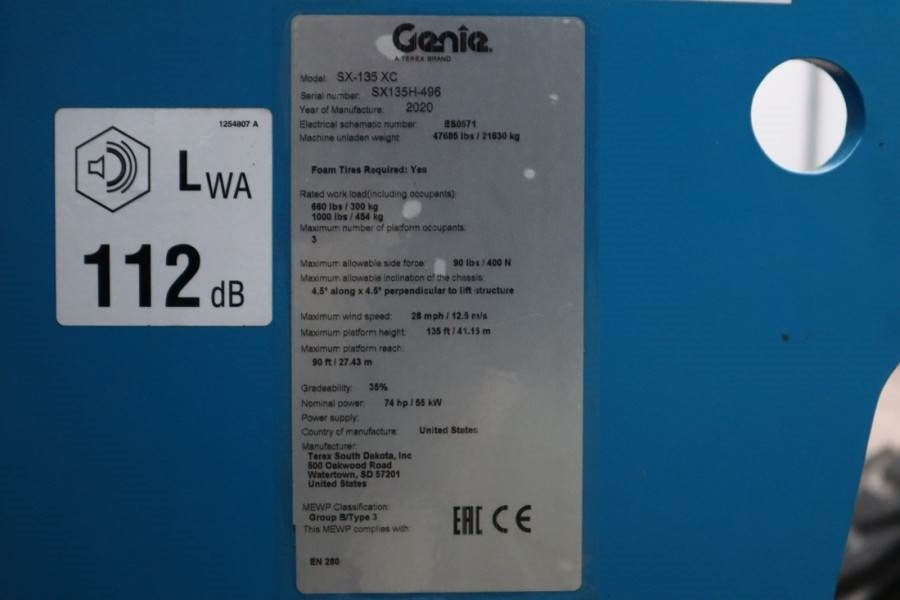 Genie.
A TEREX BRAND
Model: SX-135 XC
Serial number: SX135H-496
Year of Manufacture: 2020
Electrical schematic number: ES0571
Machine unladen weight: 47685 lbs / 21630 kg
Foam Tires Required: Yes
Rated work load(including occupants):
660 lbs / 300 kg
1000 lbs / 454 kg
Maximum number of platform occupants:
3
Maximum allowable side force: 90 lbs / 400 N
Maximum allowable inclination of the chassis:
4.5° along x 4.5° perpendicular to lift structure
Maximum wind speed: 28 mph / 12.5 m/s
Maximum platform height: 135 ft / 41.15 m
Maximum platform reach:
90 ft / 27.43 m
Gradeability: 35%
Nominal power: 74 hp / 55 kW
Power supply:
Country of manufacture: United States
Manufacturer:
Terex South Dakota, Inc
500 Oakwood Road
Watertown, SD 57201
United States
MEWP Classification:
Group B/Type 3
This MEWP complies with:
EAC CE
EN 280
1254807 A
LWA
112 dB